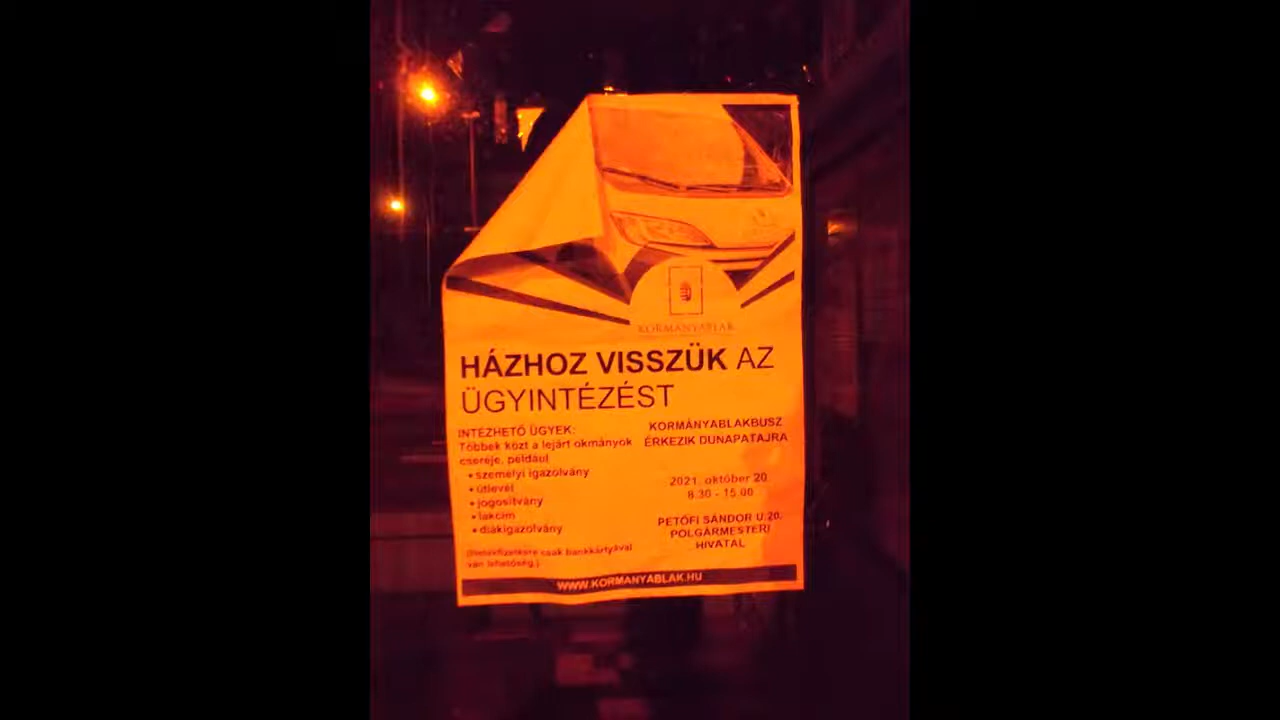 KORMÁNYABLAK
HÁZHOZ VISSZÜK AZ
ÜGYINTÉZÉST
INTÉZHETŐ ÜGYEK:
Többek közt a lejárt okmányok
cseréje, például
• személyi igazolvány
• útlevél
• jogosítvány
• lakcím
• diákigazolvány
(Illetékfizetésre csak bankkártyával
van lehetőség.)
KORMÁNYABLAKBUSZ
ÉRKEZIK DUNAPATAJRA
2021. október 20.
8.30 - 15.00
PETŐFI SÁNDOR U.20.
POLGÁRMESTERI
HIVATAL
WWW.KORMANYABLAK.HU